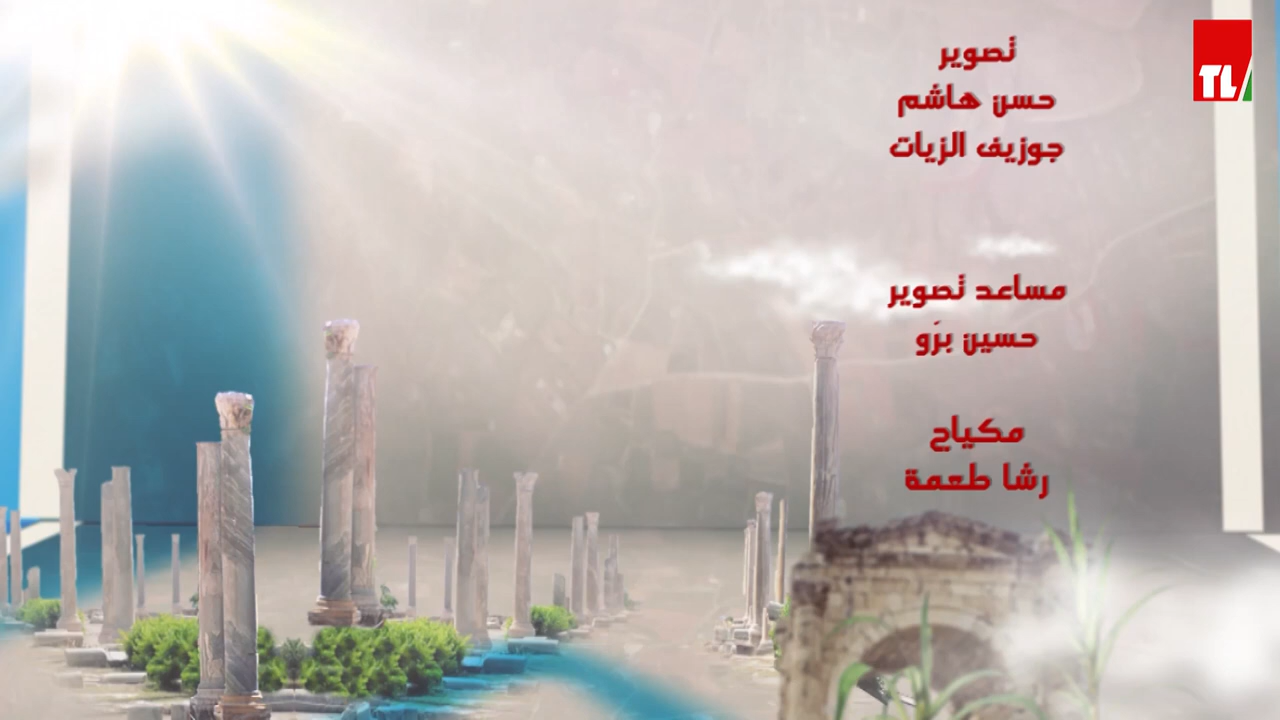 تصوير
حسن هاشم
جوزيف الزيات
مساعد تصوير
حسين برّو
مكياج
رشا طعمة
TL